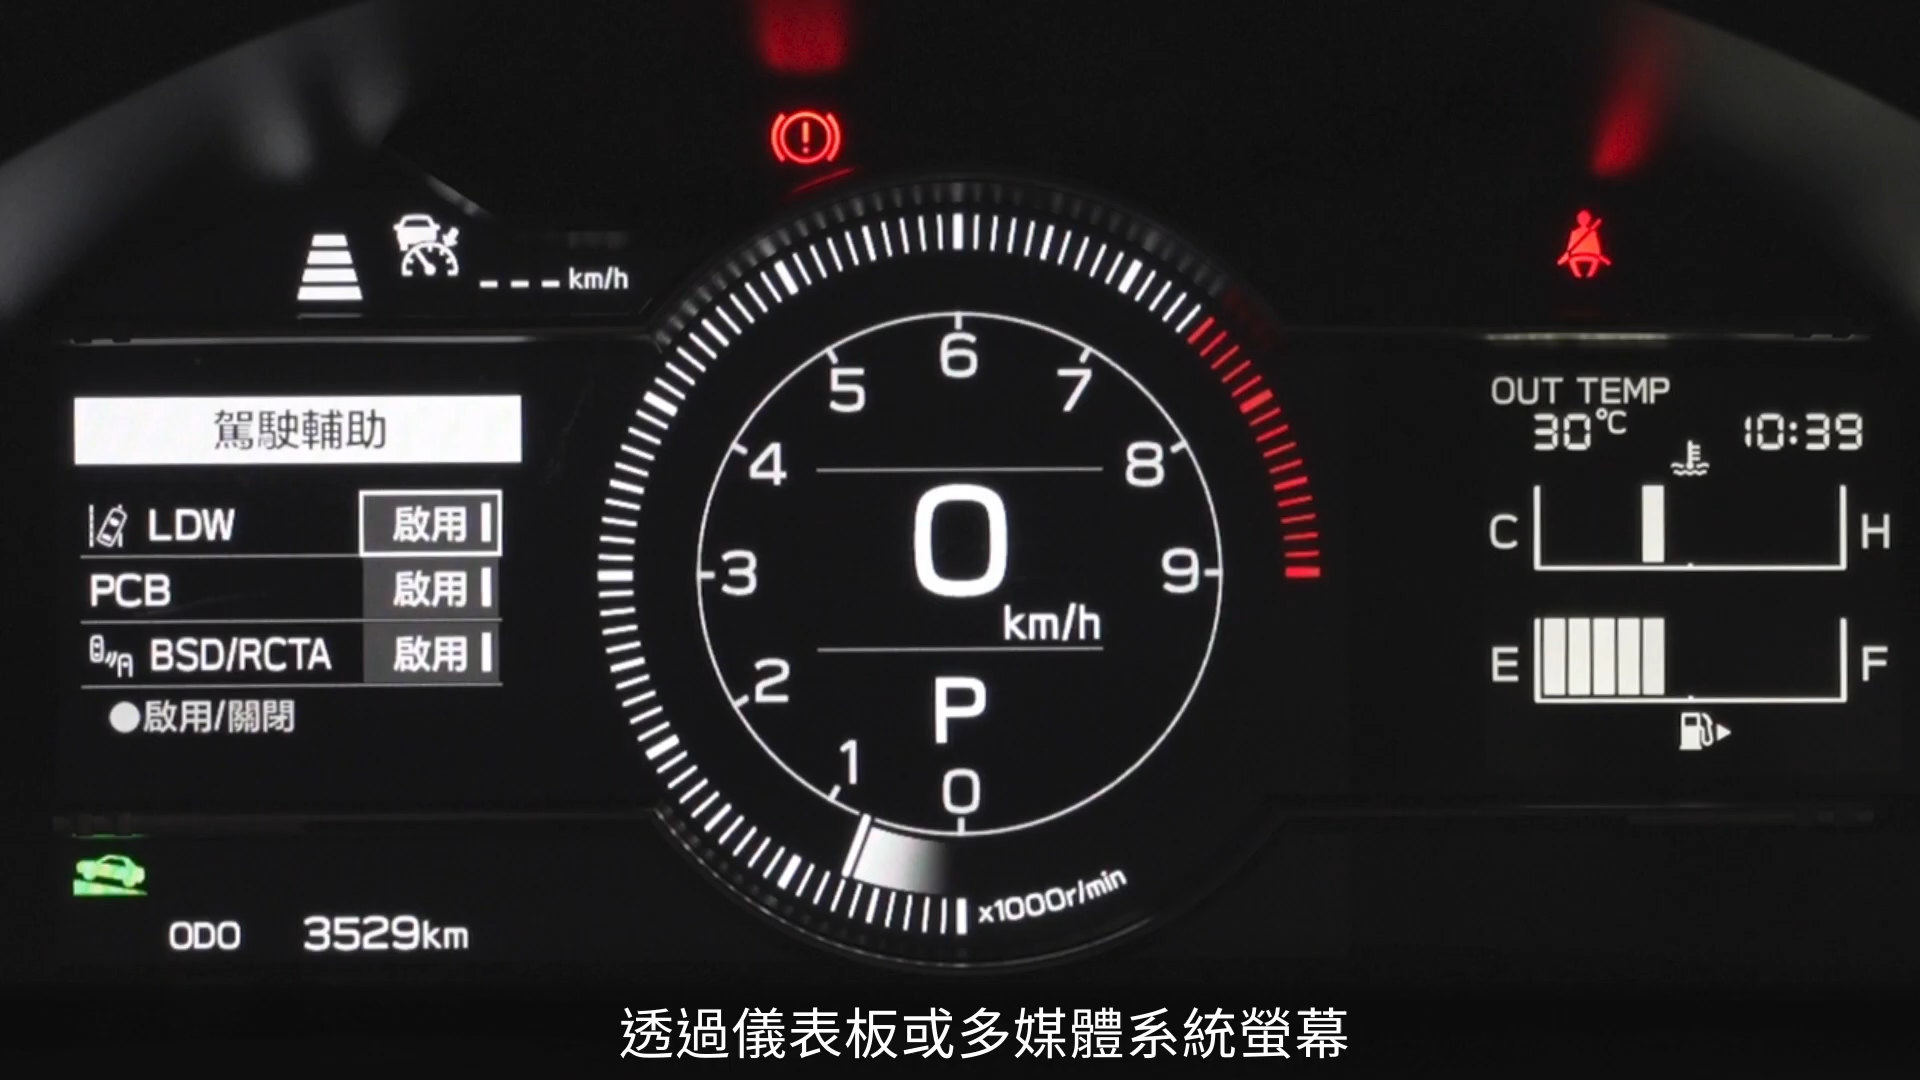 --- km/h
駕駛輔助
LDW 啟用
PCB 啟用
BSD/RCTA 啟用
●啟用/關閉
ODO 3529km
6
5 7
4 8
0
km/h
3 9
2
P
1
0
x1000r/min
OUT TEMP
30°C 10:39
C H
E F
透過儀表板或多媒體系統螢幕